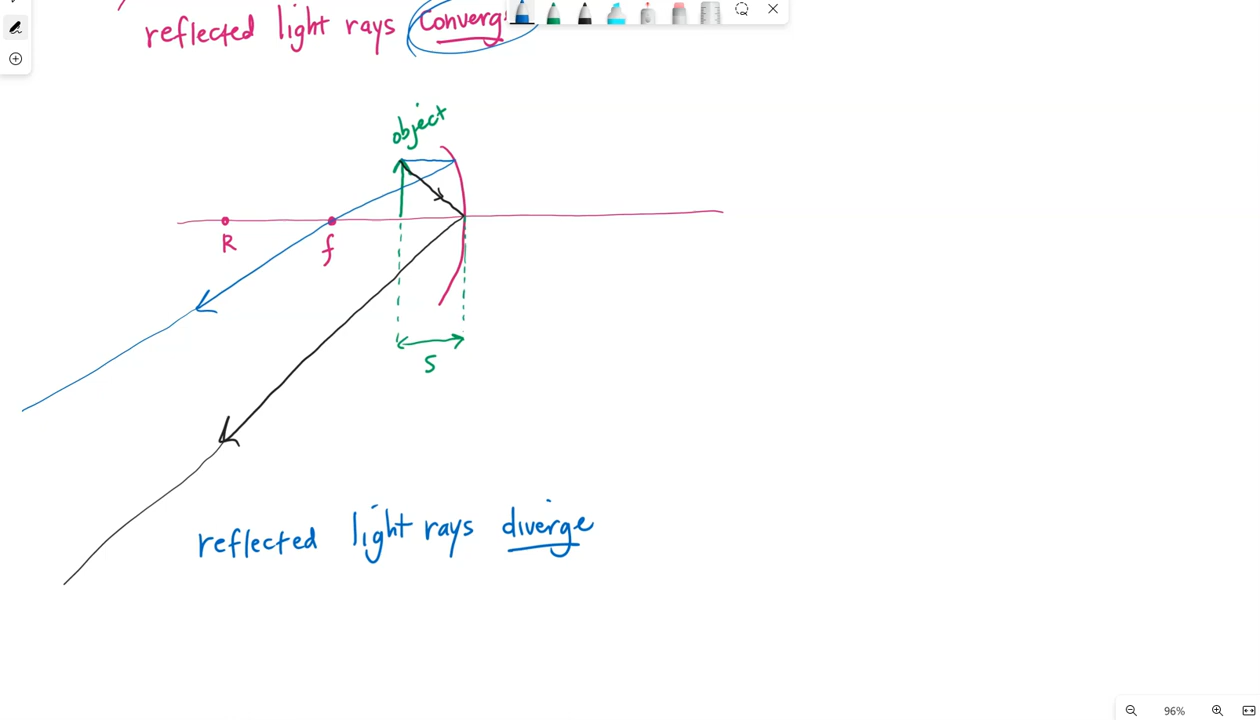 reflected light rays Converg
object
R
f
S
reflected light rays diverge
96%